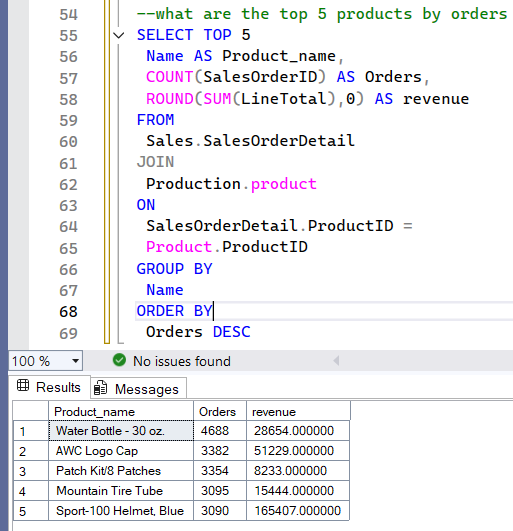 54 --what are the top 5 products by orders
55 SELECT TOP 5
56 Name AS Product_name,
57 COUNT(SalesOrderID) AS Orders,
58 ROUND(SUM(LineTotal),0) AS revenue
59 FROM
60 Sales.SalesOrderDetail
61 JOIN
62 Production.product
63 ON
64 SalesOrderDetail.ProductID =
65 Product.ProductID
66 GROUP BY
67 Name
68 ORDER BY
69 Orders DESC
100 % No issues found
Results Messages
Product_name Orders revenue
1 Water Bottle - 30 oz. 4688 28654.000000
2 AWC Logo Cap 3382 51229.000000
3 Patch Kit/8 Patches 3354 8233.000000
4 Mountain Tire Tube 3095 15444.000000
5 Sport-100 Helmet, Blue 3090 165407.000000